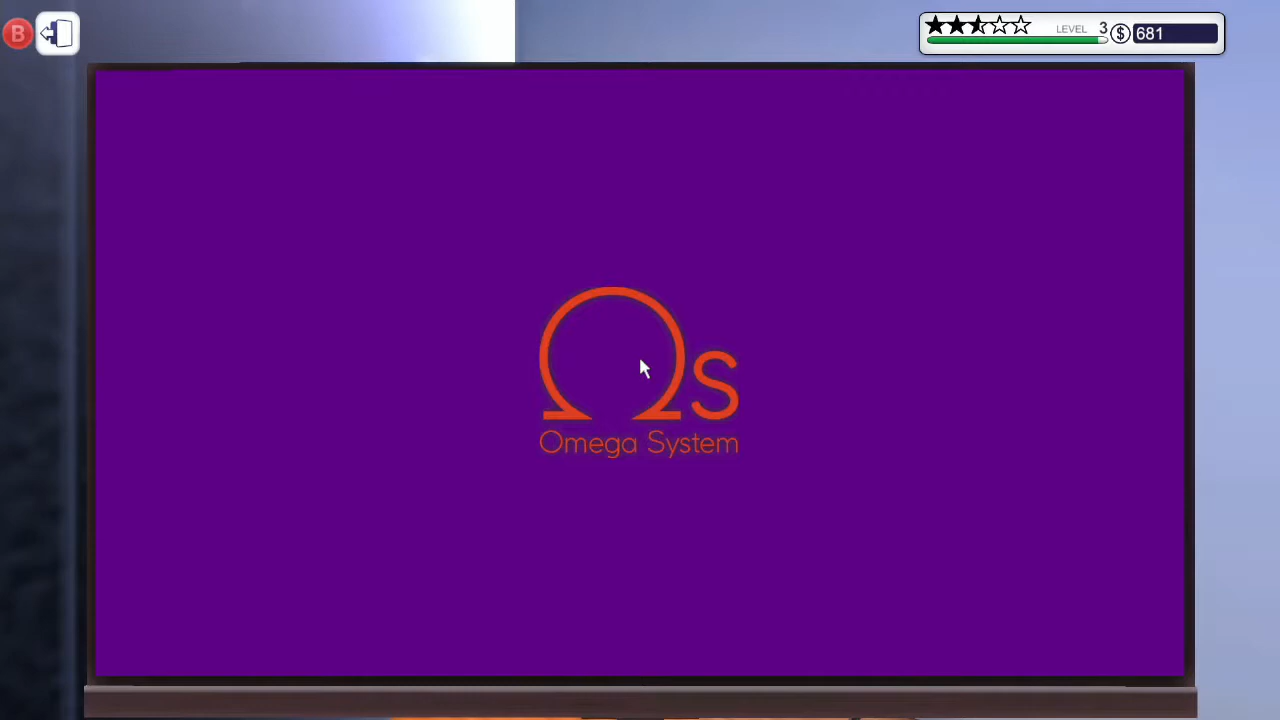 B
LEVEL 3
$ 681
Ωs
Omega System